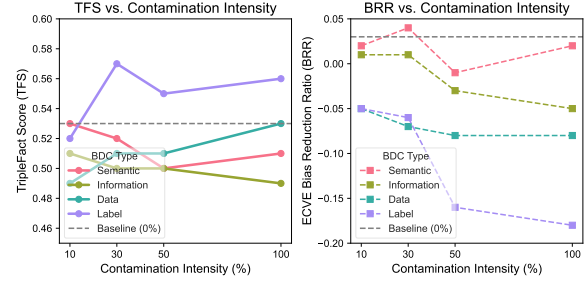 TFS vs. Contamination Intensity
TripleFact Score (TFS)
0.60
0.58
0.56
0.54
0.52
0.50
0.48
0.46
BDC Type
Semantic
Information
Data
Label
Baseline (0%)
10
30
50
100
Contamination Intensity (%)
BRR vs. Contamination Intensity
ECVE Bias Reduction Ratio (BRR)
0.05
0.00
−0.05
−0.10
−0.15
−0.20
BDC Type
Semantic
Information
Data
Label
Baseline (0%)
10
30
50
100
Contamination Intensity (%)